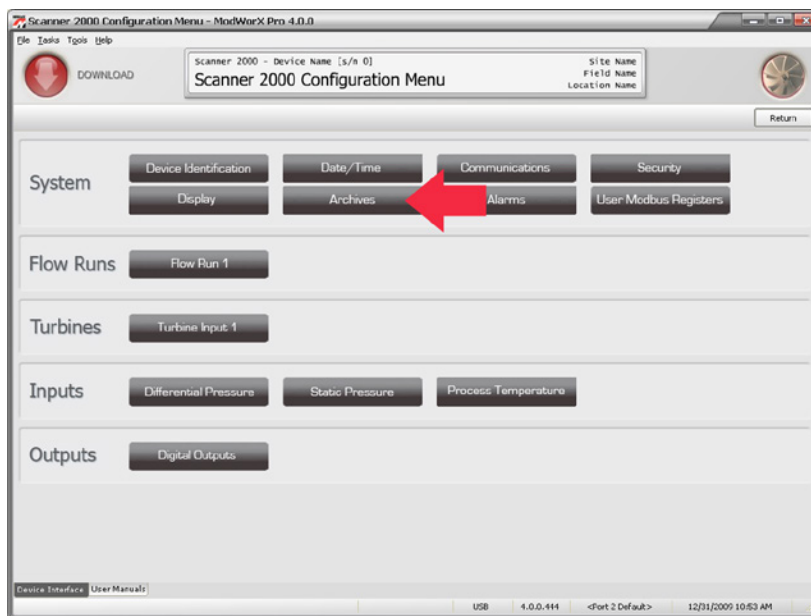 Scanner 2000 Configuration Menu - ModWorX Pro 4.0.0
File Tasks Tools Help
DOWNLOAD
Scanner 2000 - Device Name [s/n 0]
Scanner 2000 Configuration Menu
Site Name
Field Name
Location Name
Return
System
Device Identification
Date/Time
Communications
Security
Display
Archives
Alarms
User Modbus Registers
Flow Runs
Flow Run 1
Turbines
Turbine Input 1
Inputs
Differential Pressure
Static Pressure
Process Temperature
Outputs
Digital Outputs
Device Interface User Manuals
USB 4.0.0.444 <Port 2 Default> 12/31/2009 10:53 AM